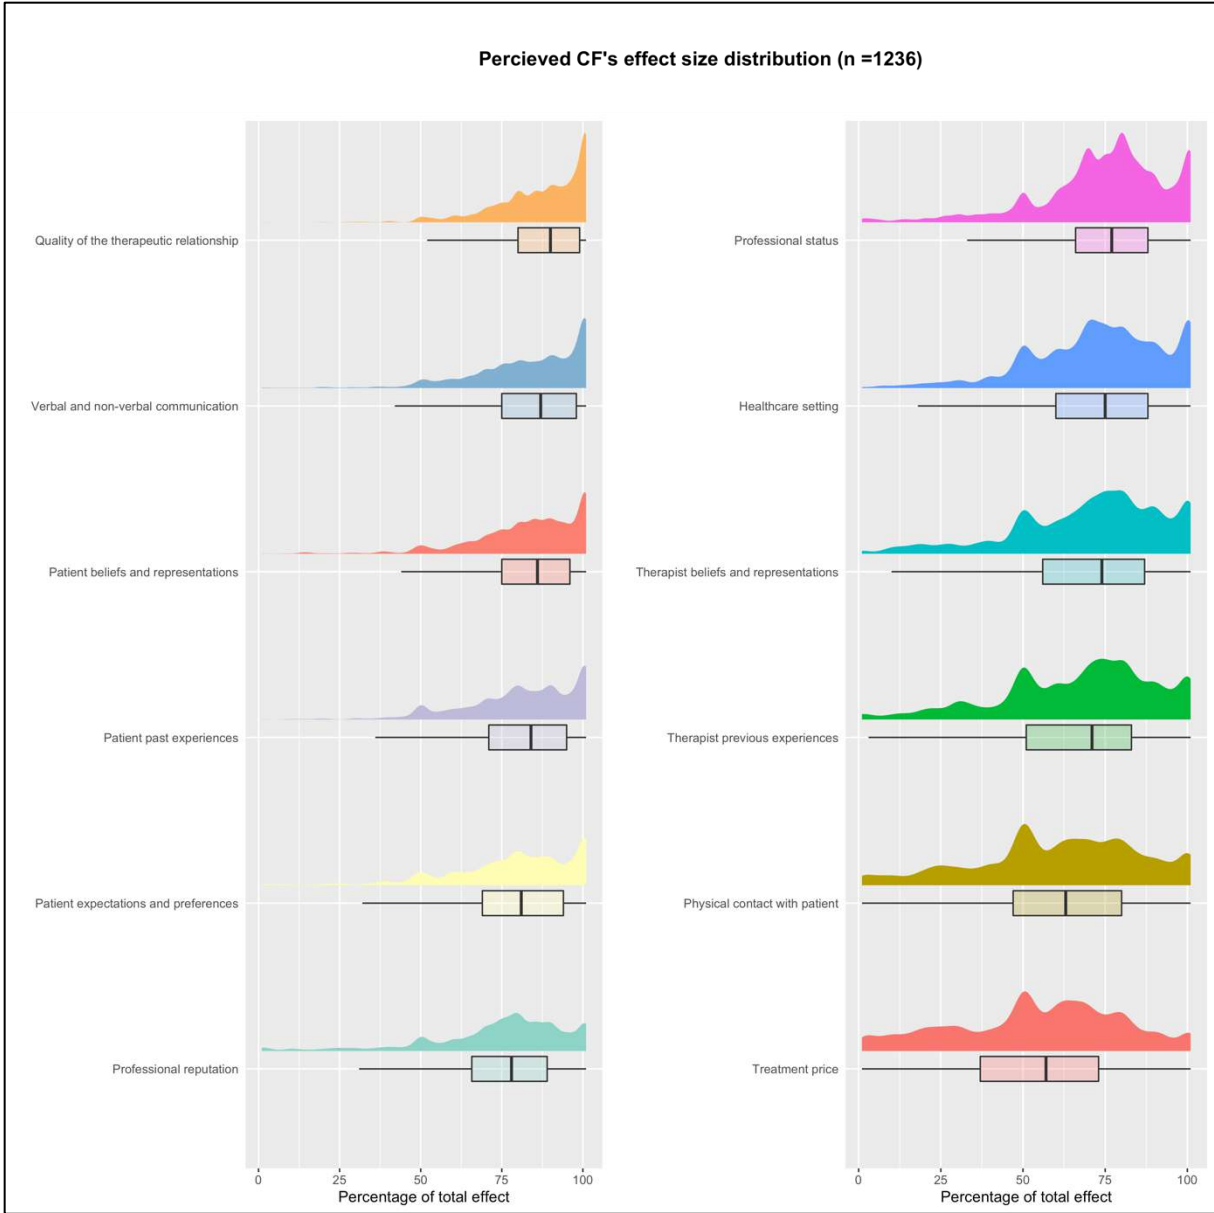 Percieved CF's effect size distribution (n =1236)
Quality of the therapeutic relationship
Verbal and non-verbal communication
Patient beliefs and representations
Patient past experiences
Patient expectations and preferences
Professional reputation
0 25 50 75 100
Percentage of total effect
Professional status
Healthcare setting
Therapist beliefs and representations
Therapist previous experiences
Physical contact with patient
Treatment price
0 25 50 75 100
Percentage of total effect